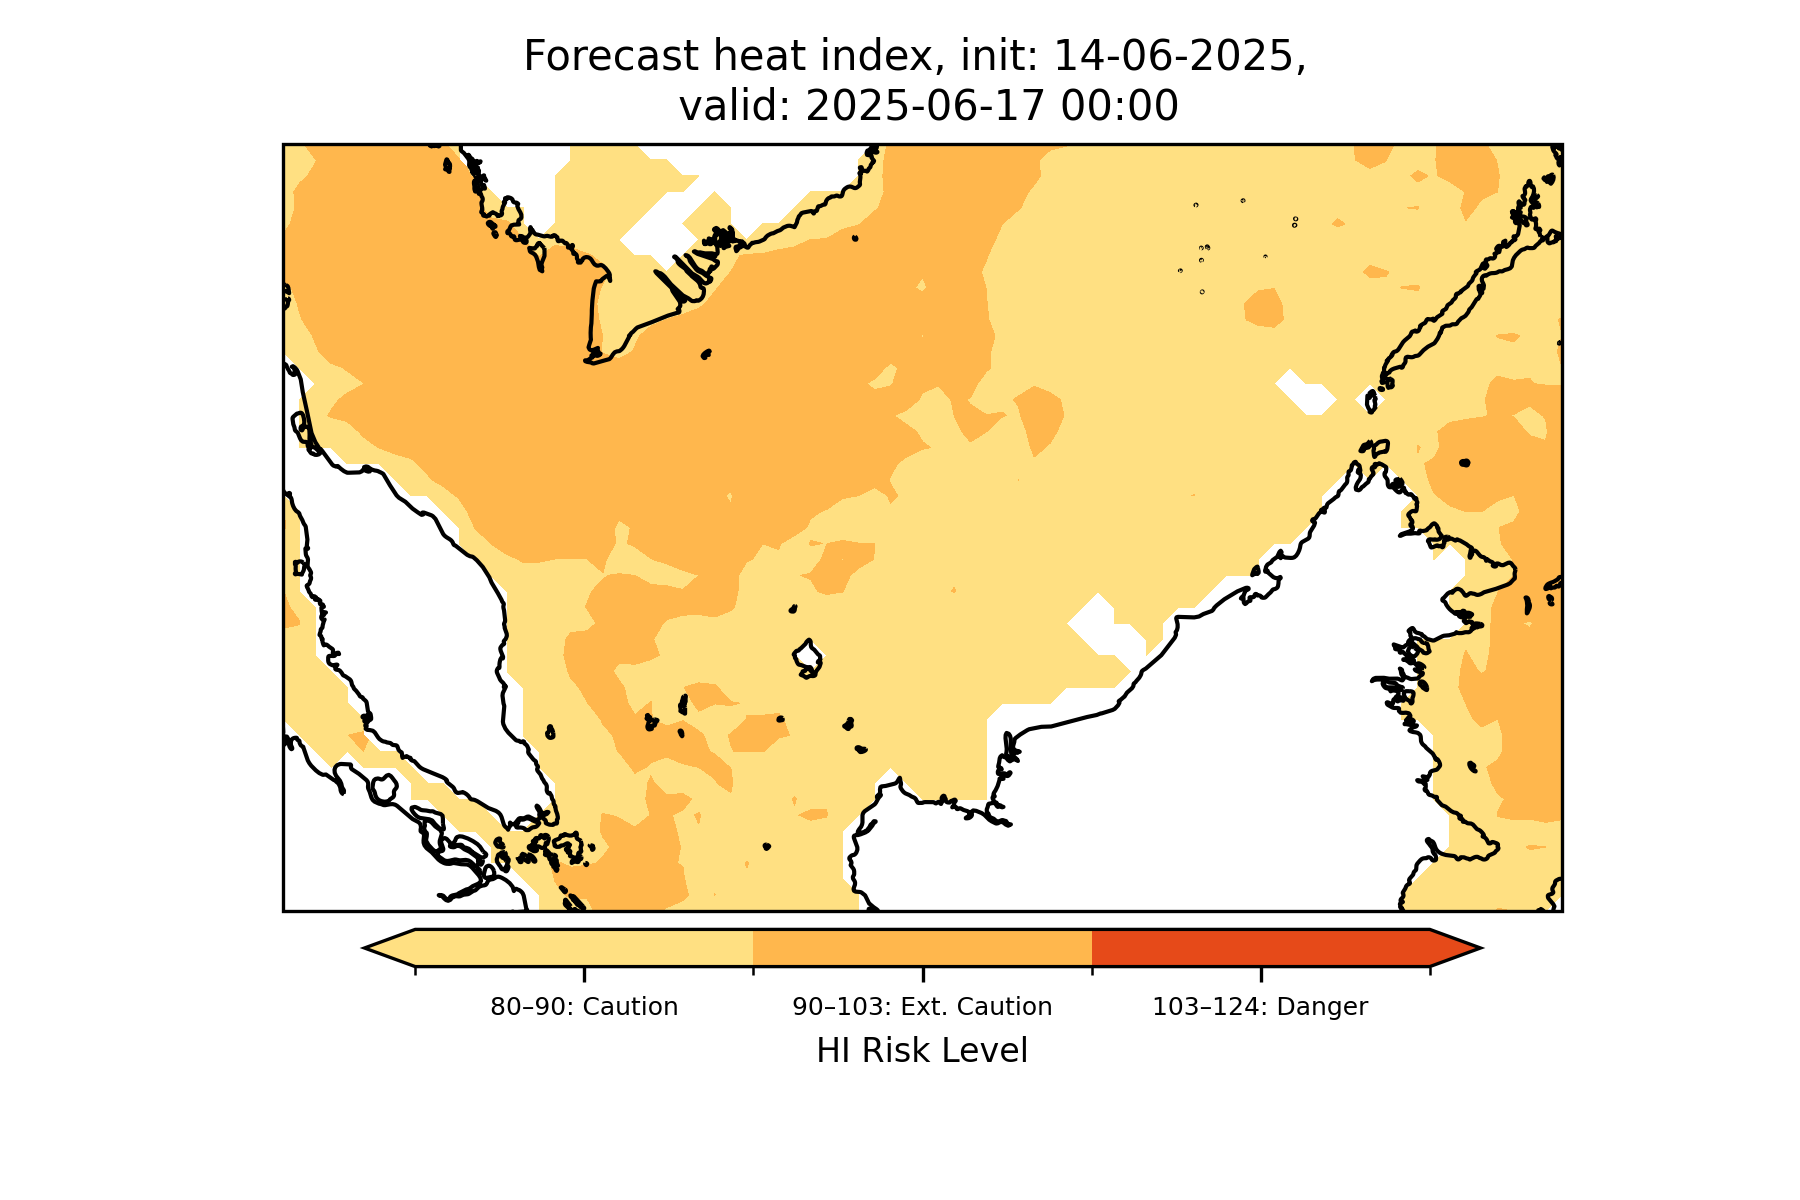 Forecast heat index, init: 14-06-2025,
valid: 2025-06-17 00:00
80–90: Caution
90–103: Ext. Caution
103–124: Danger
HI Risk Level